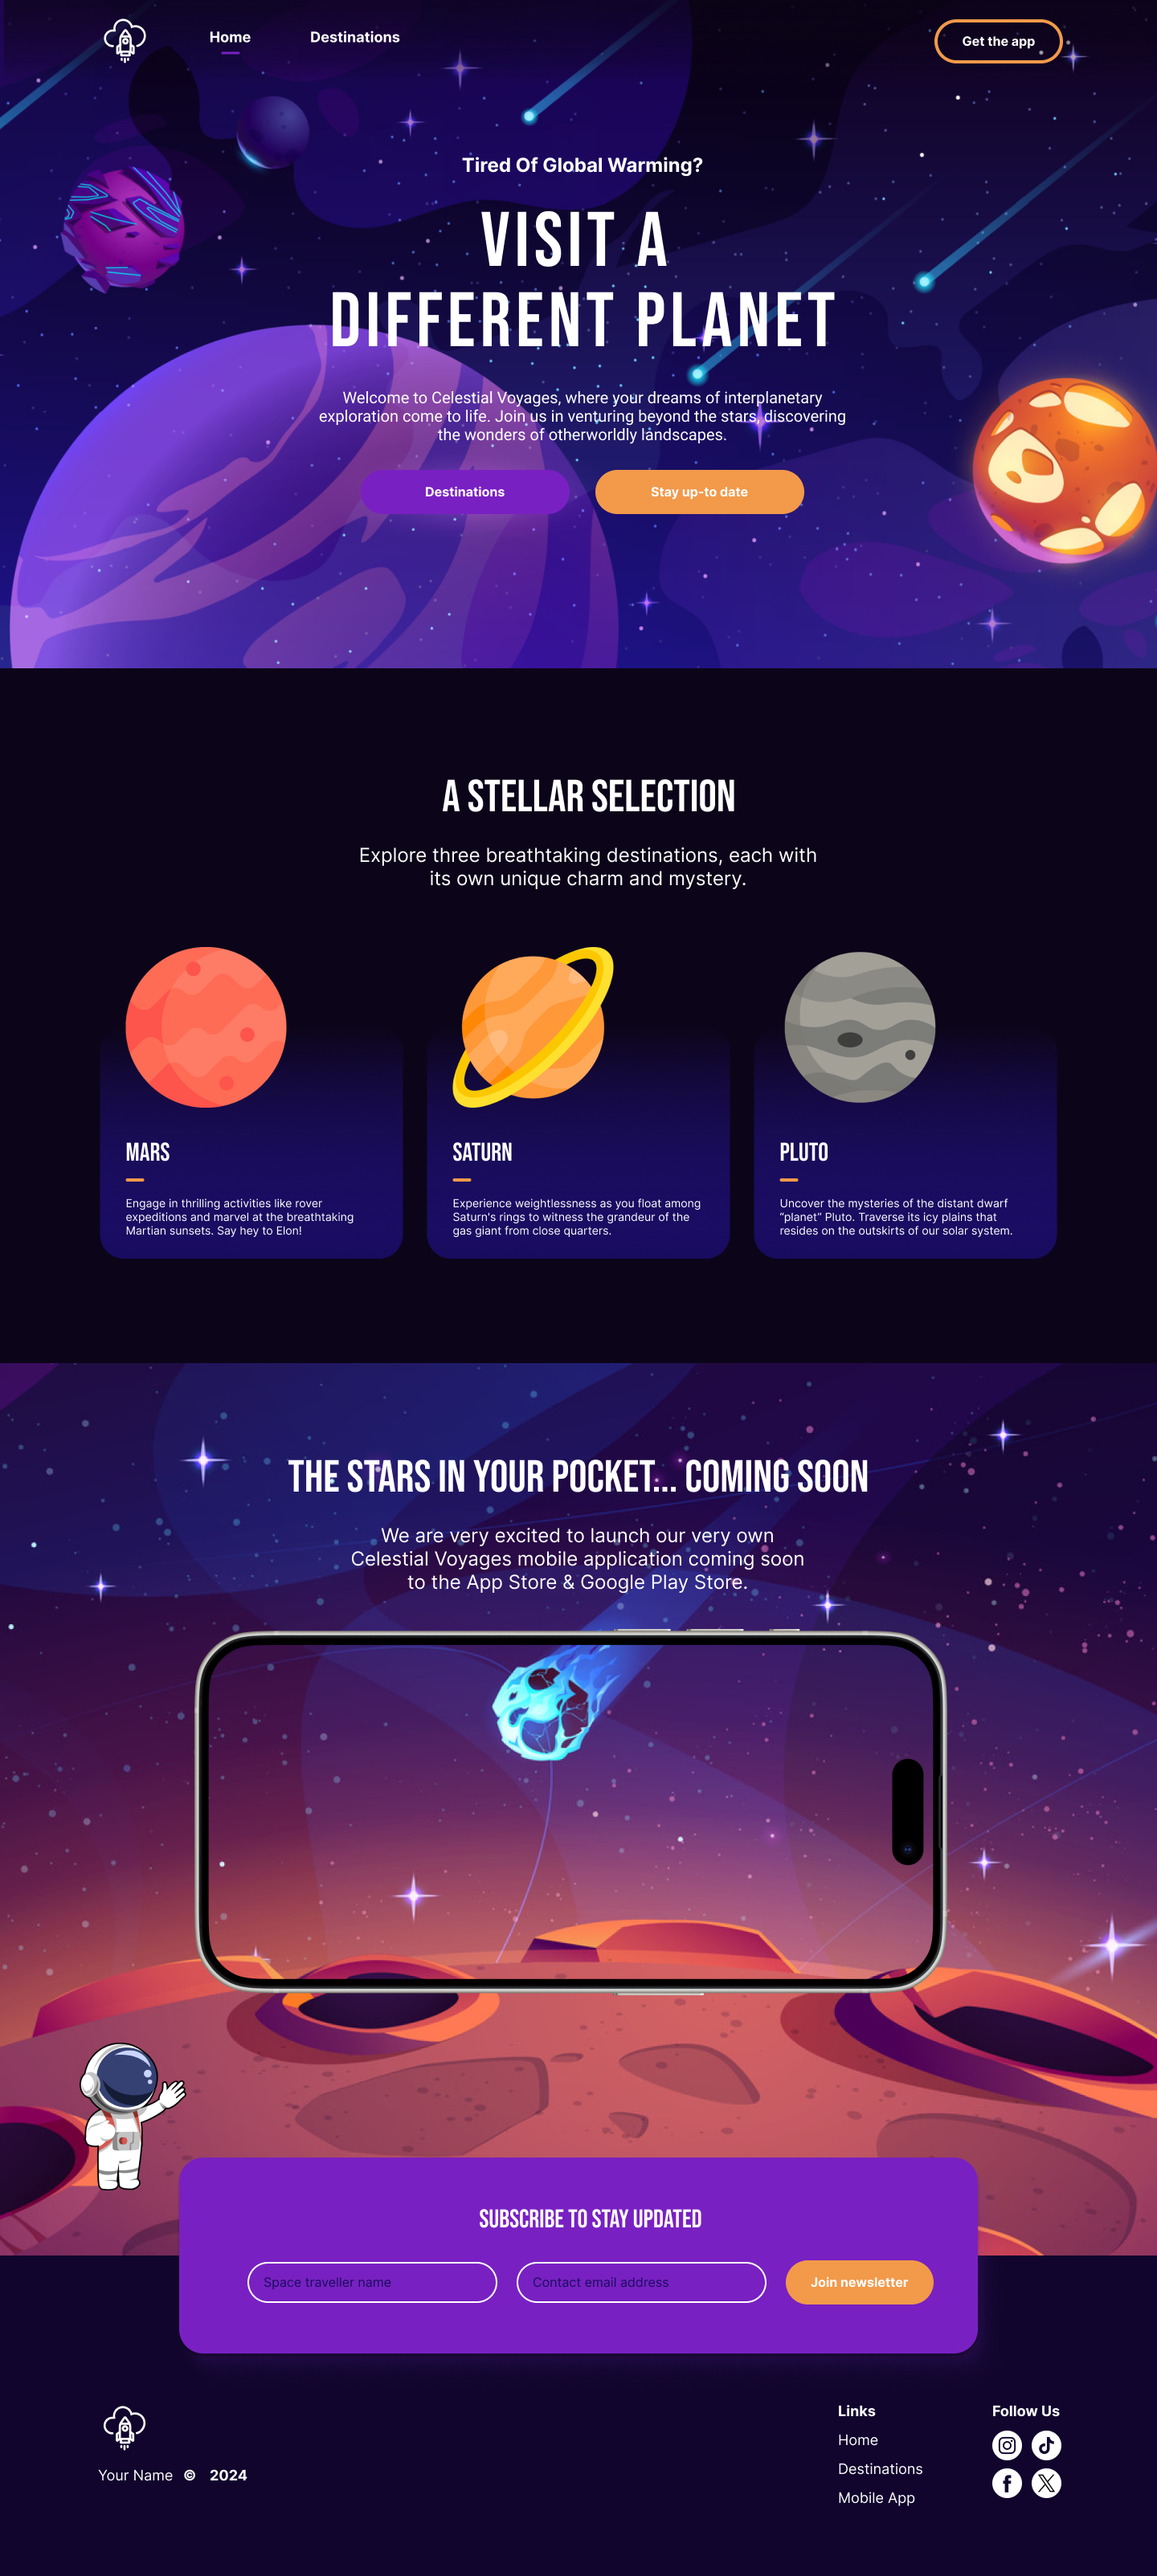 Home
Destinations
Get the app
Tired Of Global Warming?
VISIT A
DIFFERENT PLANET
Welcome to Celestial Voyages, where your dreams of interplanetary
exploration come to life. Join us in venturing beyond the stars, discovering
the wonders of otherworldly landscapes.
Destinations
Stay up-to date
A STELLAR SELECTION
Explore three breathtaking destinations, each with
its own unique charm and mystery.
MARS
Engage in thrilling activities like rover
expeditions and marvel at the breathtaking
Martian sunsets. Say hey to Elon!
SATURN
Experience weightlessness as you float among
Saturn's rings to witness the grandeur of the
gas giant from close quarters.
PLUTO
Uncover the mysteries of the distant dwarf
“planet” Pluto. Traverse its icy plains that
resides on the outskirts of our solar system.
THE STARS IN YOUR POCKET... COMING SOON
We are very excited to launch our very own
Celestial Voyages mobile application coming soon
to the App Store & Google Play Store.
SUBSCRIBE TO STAY UPDATED
Space traveller name
Contact email address
Join newsletter
Your Name © 2024
Links
Home
Destinations
Mobile App
Follow Us